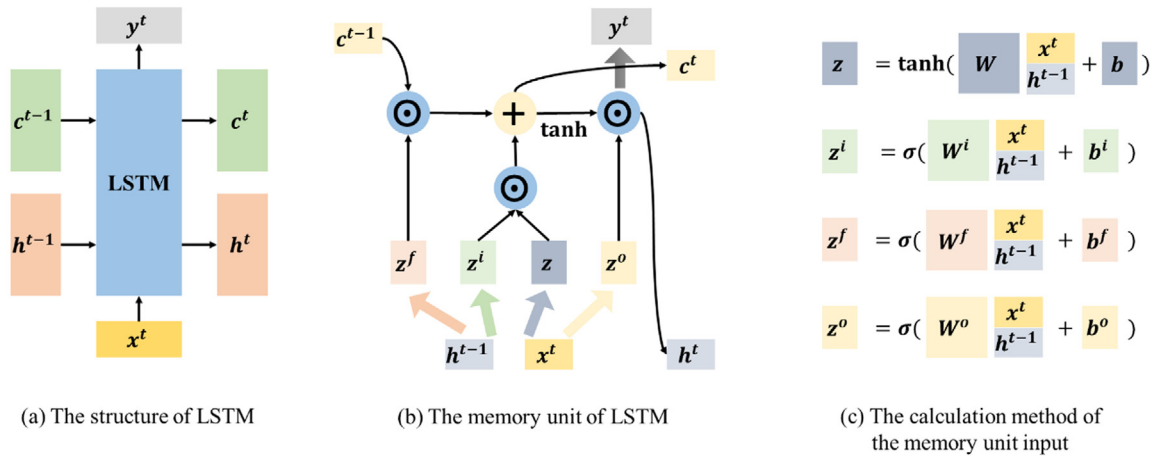 y^t
c^{t-1}
c^t
LSTM
h^{t-1}
h^t
x^t
(a) The structure of LSTM
c^{t-1}
y^t
c^t
⊙
+
tanh
⊙
⊙
z^f
z^i
z
z^o
h^{t-1}
x^t
h^t
(b) The memory unit of LSTM
z = tanh( W x^t h^{t-1} + b )
z^i = σ( W^i x^t h^{t-1} + b^i )
z^f = σ( W^f x^t h^{t-1} + b^f )
z^o = σ( W^o x^t h^{t-1} + b^o )
(c) The calculation method of
the memory unit input